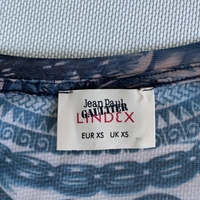 Jean Paul
GAULTIER
LINDEX
EUR XS UK XS